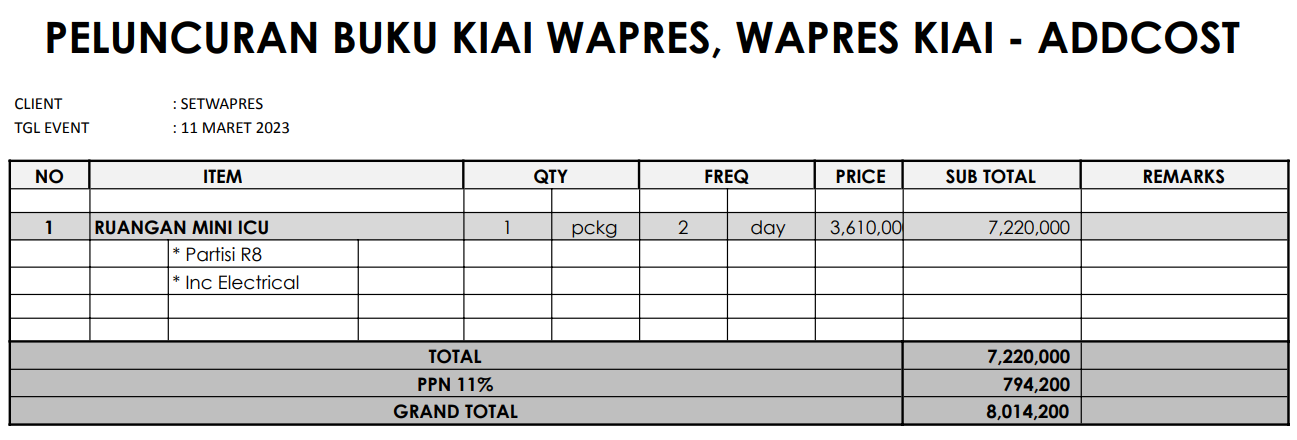 PELUNCURAN BUKU KIAI WAPRES, WAPRES KIAI - ADDCOST
CLIENT : SETWAPRES
TGL EVENT : 11 MARET 2023
NO ITEM QTY FREQ PRICE SUB TOTAL REMARKS
1 RUANGAN MINI ICU 1 pckg 2 day 3,610,00 7,220,000
* Partisi R8
* Inc Electrical
TOTAL 7,220,000
PPN 11% 794,200
GRAND TOTAL 8,014,200